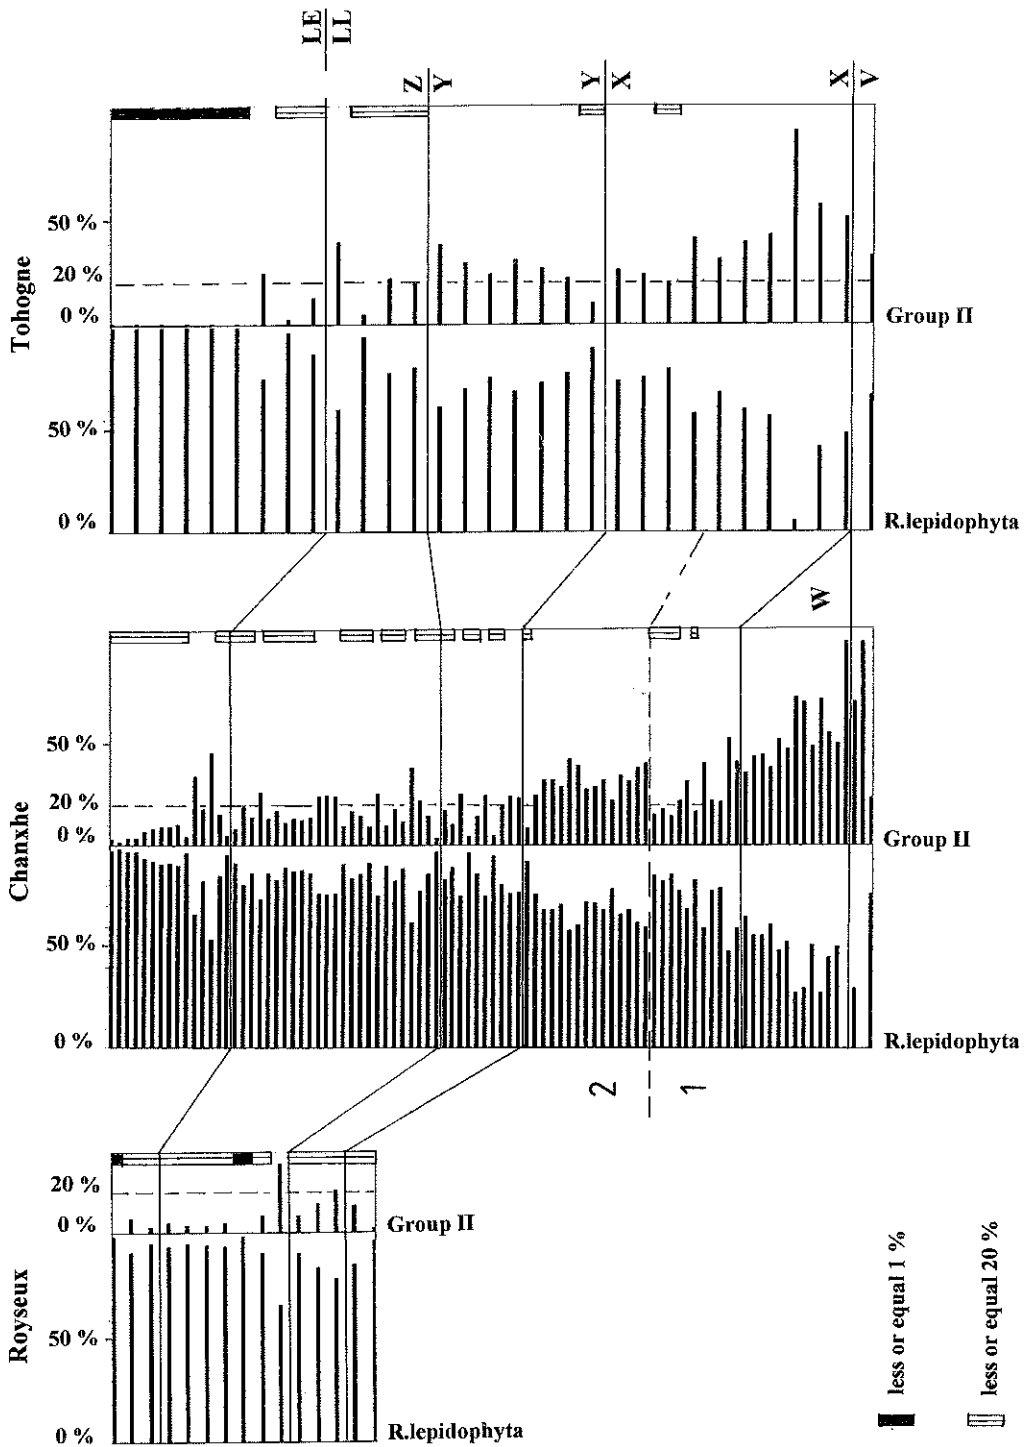 LE
LL
Z
Y
Y
X
X
V
Tohogne
50 %
20 %
0 %
Group II
50 %
0 %
R.lepidophyta
W
Chanxhe
50 %
20 %
0 %
Group II
50 %
0 %
R.lepidophyta
2
1
Royseux
20 %
0 %
Group II
50 %
0 %
R.lepidophyta
less or equal 1 %
less or equal 20 %